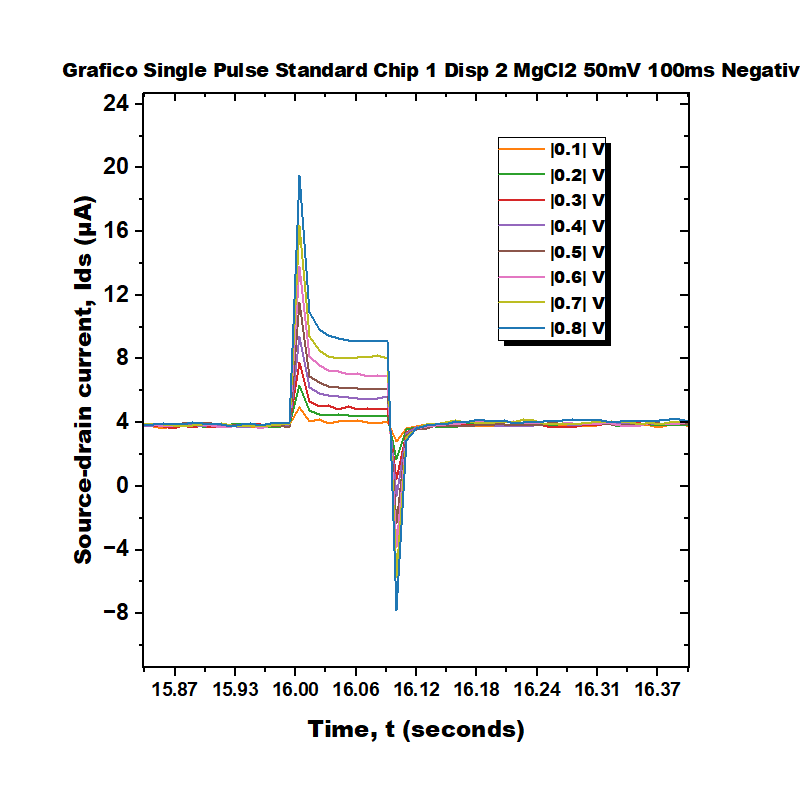 Grafico Single Pulse Standard Chip 1 Disp 2 MgCl2 50mV 100ms Negativ
Source-drain current, Ids (µA)
24
20
16
12
8
4
0
−4
−8
|0.1| V
|0.2| V
|0.3| V
|0.4| V
|0.5| V
|0.6| V
|0.7| V
|0.8| V
15.87 15.93 16.00 16.06 16.12 16.18 16.24 16.31 16.37
Time, t (seconds)